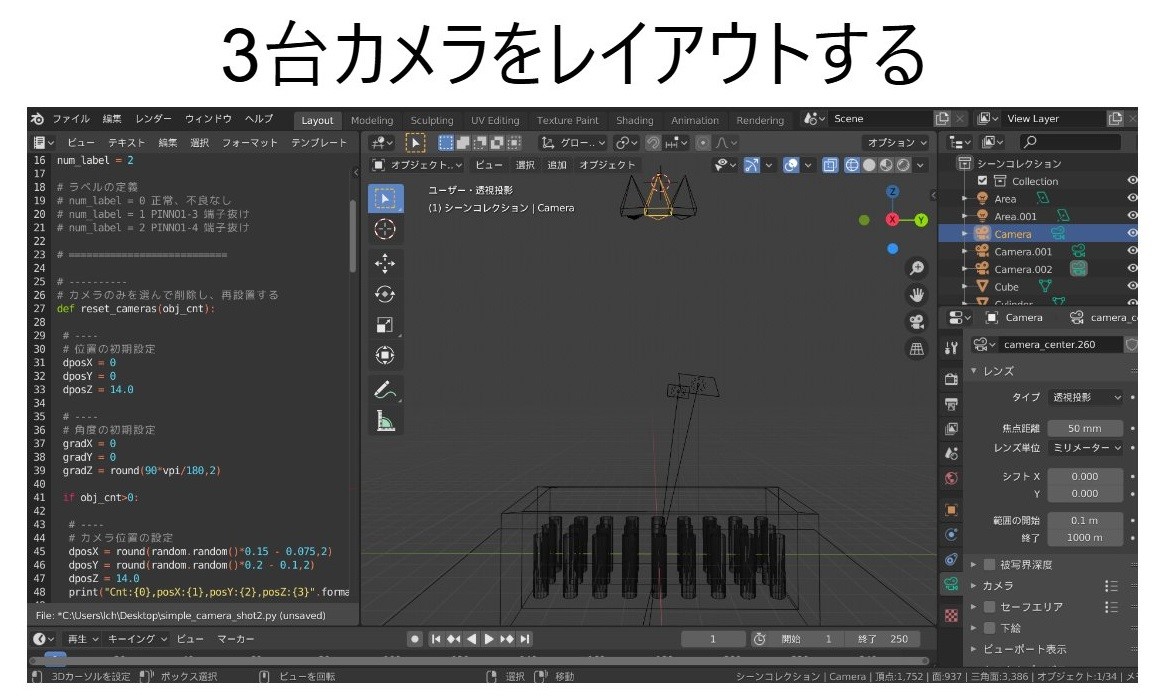 3台カメラをレイアウトする
ファイル 編集 レンダー ウィンドウ ヘルプ Layout Modeling Sculpting UV Editing Texture Paint Shading Animation Rendering Scene View Layer
ビュー テキスト 編集 選択 フォーマット テンプレート グロー.. オプション
オブジェクト.. ビュー 選択 追加 オブジェクト
16 num_label = 2
17
18 # ラベルの定義
19 # num_label = 0 正常、不良なし
20 # num_label = 1 PINNO1-3 端子抜け
21 # num_label = 2 PINNO1-4 端子抜け
22
23 # ==========================
24
25 # ----------
26 # カメラのみを選んで削除し、再設置する
27 def reset_cameras(obj_cnt):
28
29 # ----
30 # 位置の初期設定
31 dposX = 0
32 dposY = 0
33 dposZ = 14.0
34
35 # ----
36 # 角度の初期設定
37 gradX = 0
38 gradY = 0
39 gradZ = round(90*vpi/180,2)
40
41 if obj_cnt>0:
42
43 # ----
44 # カメラ位置の設定
45 dposX = round(random.random()*0.15 - 0.075,2)
46 dposY = round(random.random()*0.2 - 0.1,2)
47 dposZ = 14.0
48 print("Cnt:{0},posX:{1},posY:{2},posZ:{3}".forma
File: *C:\Users\Ich\Desktop\simple_camera_shot2.py (unsaved)
ユーザー・透視投影
(1) シーンコレクション | Camera
Z
X
Y
シーンコレクション
Collection
Area
Area.001
Camera
Camera.001
Camera.002
Cube
Cylinder
Camera camera_c
camera_center.260
レンズ
タイプ 透視投影
焦点距離 50 mm
レンズ単位 ミリメーター
シフト X 0.000
Y 0.000
範囲の開始 0.1 m
終了 1000 m
被写界深度
カメラ
セーフエリア
下絵
ビューポート表示
再生 キーイング ビュー マーカー 1 開始 1 終了 250
3Dカーソルを設定 ボックス選択 ビューを回転 選択 移動 シーンコレクション | Camera | 頂点:1,752 | 面:937 | 三角面:3,386 | オブジェクト:1/34 | メ